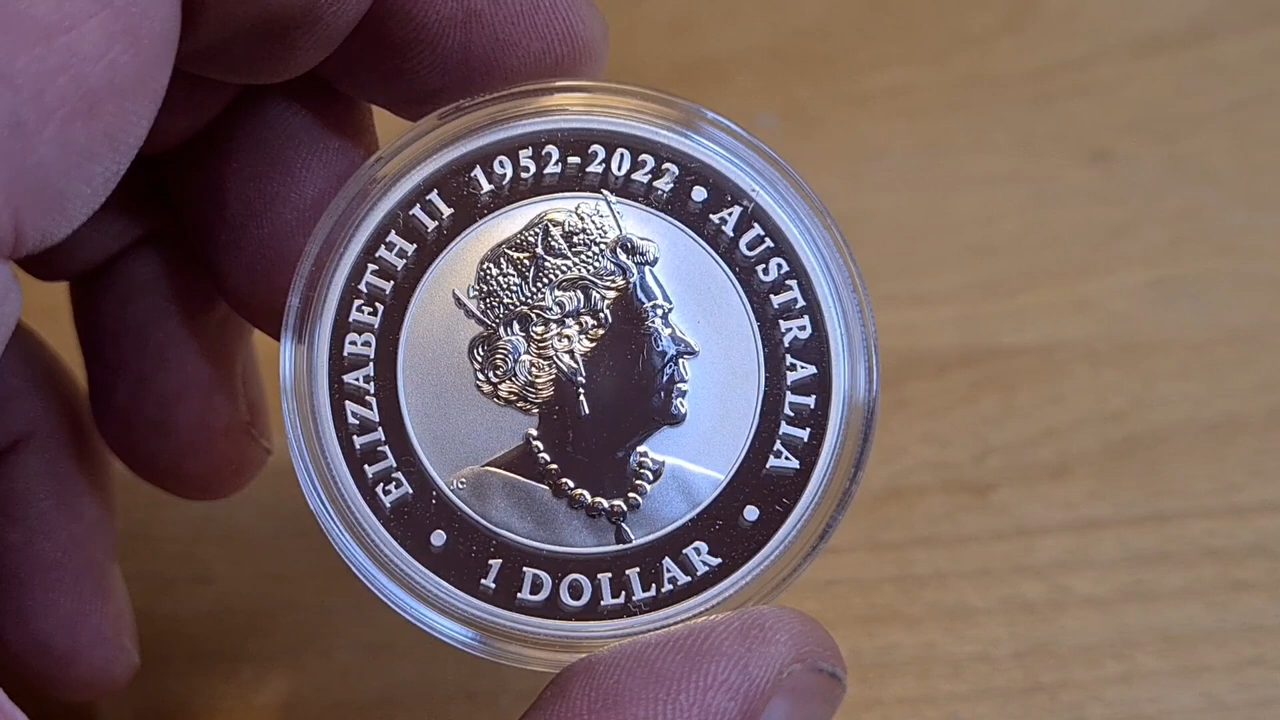 ELIZABETH II 1952-2022 • AUSTRALIA
• 1 DOLLAR •
JC